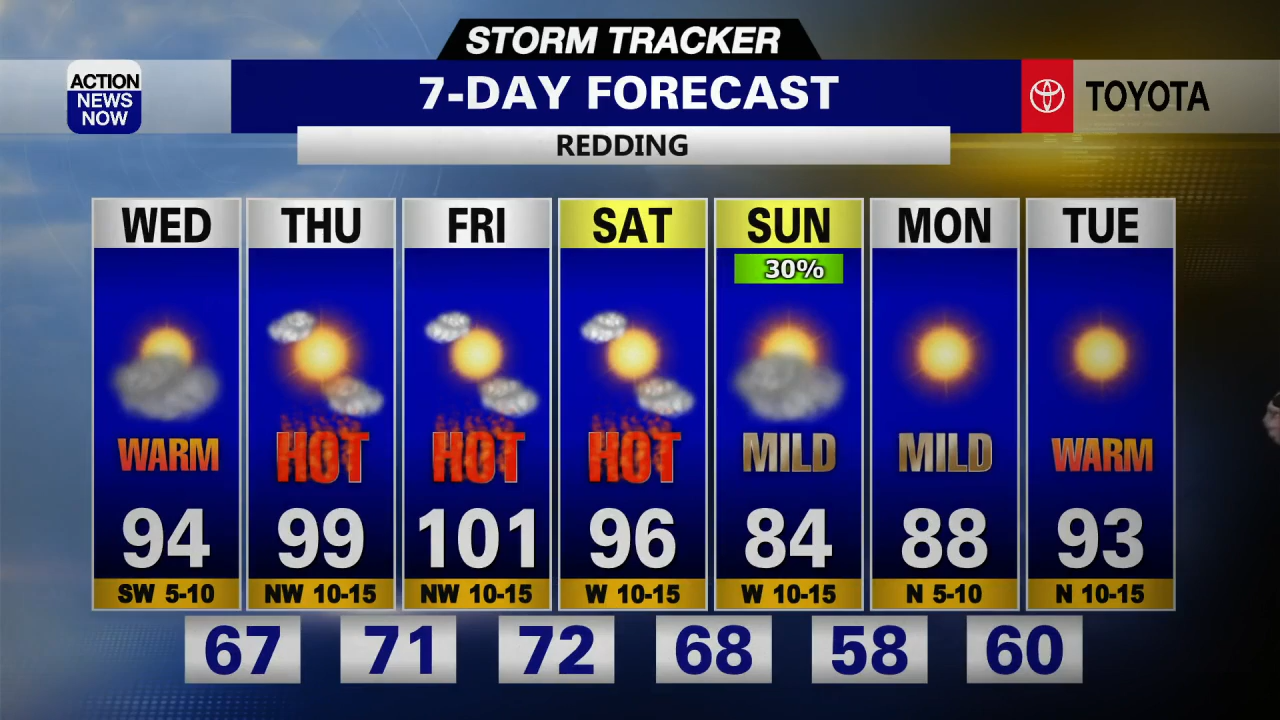 STORM TRACKER
ACTION
NEWS
NOW
7-DAY FORECAST
TOYOTA
REDDING
WED THU FRI SAT SUN MON TUE
30%
WARM HOT HOT HOT MILD MILD WARM
94 99 101 96 84 88 93
SW 5-10 NW 10-15 NW 10-15 W 10-15 W 10-15 N 5-10 N 10-15
67 71 72 68 58 60